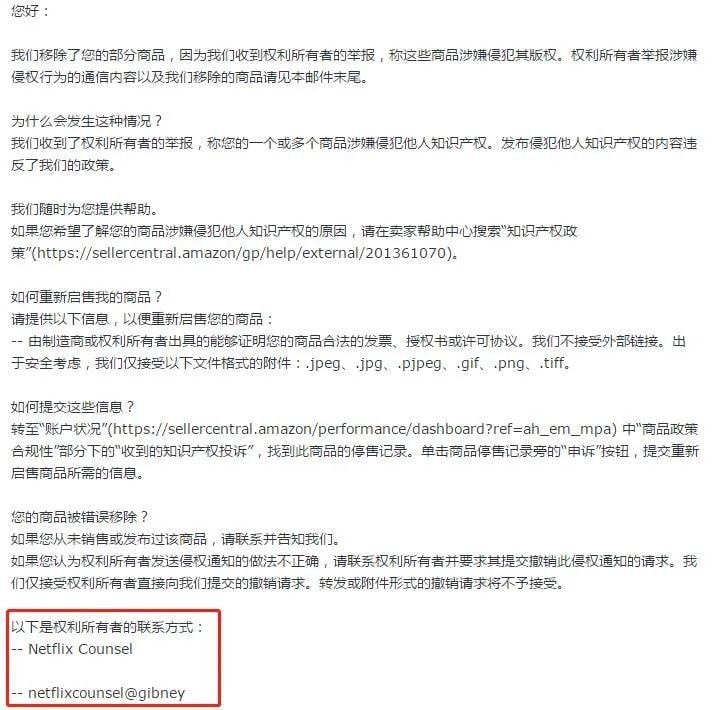 您好：
我们移除了您的部分商品，因为我们收到权利所有者的举报，称这些商品涉嫌侵犯其版权。权利所有者举报涉嫌
侵权行为的通信内容以及我们移除的商品请见本邮件末尾。
为什么会发生这种情况？
我们收到了权利所有者的举报，称您的一个或多个商品涉嫌侵犯他人知识产权。发布侵犯他人知识产权的内容违
反了我们的政策。
我们随时为您提供帮助。
如果您希望了解您的商品涉嫌侵犯他人知识产权的原因，请在卖家帮助中心搜索“知识产权政
策”(https://sellercentral.amazon/gp/help/external/201361070)。
如何重新启售我的商品？
请提供以下信息，以便重新启售您的商品：
-- 由制造商或权利所有者出具的能够证明您的商品合法的发票、授权书或许可协议。我们不接受外部链接。出
于安全考虑，我们仅接受以下文件格式的附件：.jpeg、.jpg、.pjpeg、.gif、.png、.tiff。
如何提交这些信息？
转至“账户状况”(https://sellercentral.amazon/performance/dashboard?ref=ah_em_mpa) 中“商品政策
合规性”部分下的“收到的知识产权投诉”，找到此商品的停售记录。单击商品停售记录旁的“申诉”按钮，提交重新
启售商品所需的信息。
您的商品被错误移除？
如果您从未销售或发布过该商品，请联系并告知我们。
如果您认为权利所有者发送侵权通知的做法不正确，请联系权利所有者并要求其提交撤销此侵权通知的请求。我
们仅接受权利所有者直接向我们提交的撤销请求。转发或附件形式的撤销请求将不予接受。
以下是权利所有者的联系方式：
-- Netflix Counsel
-- netflixcounsel@gibney